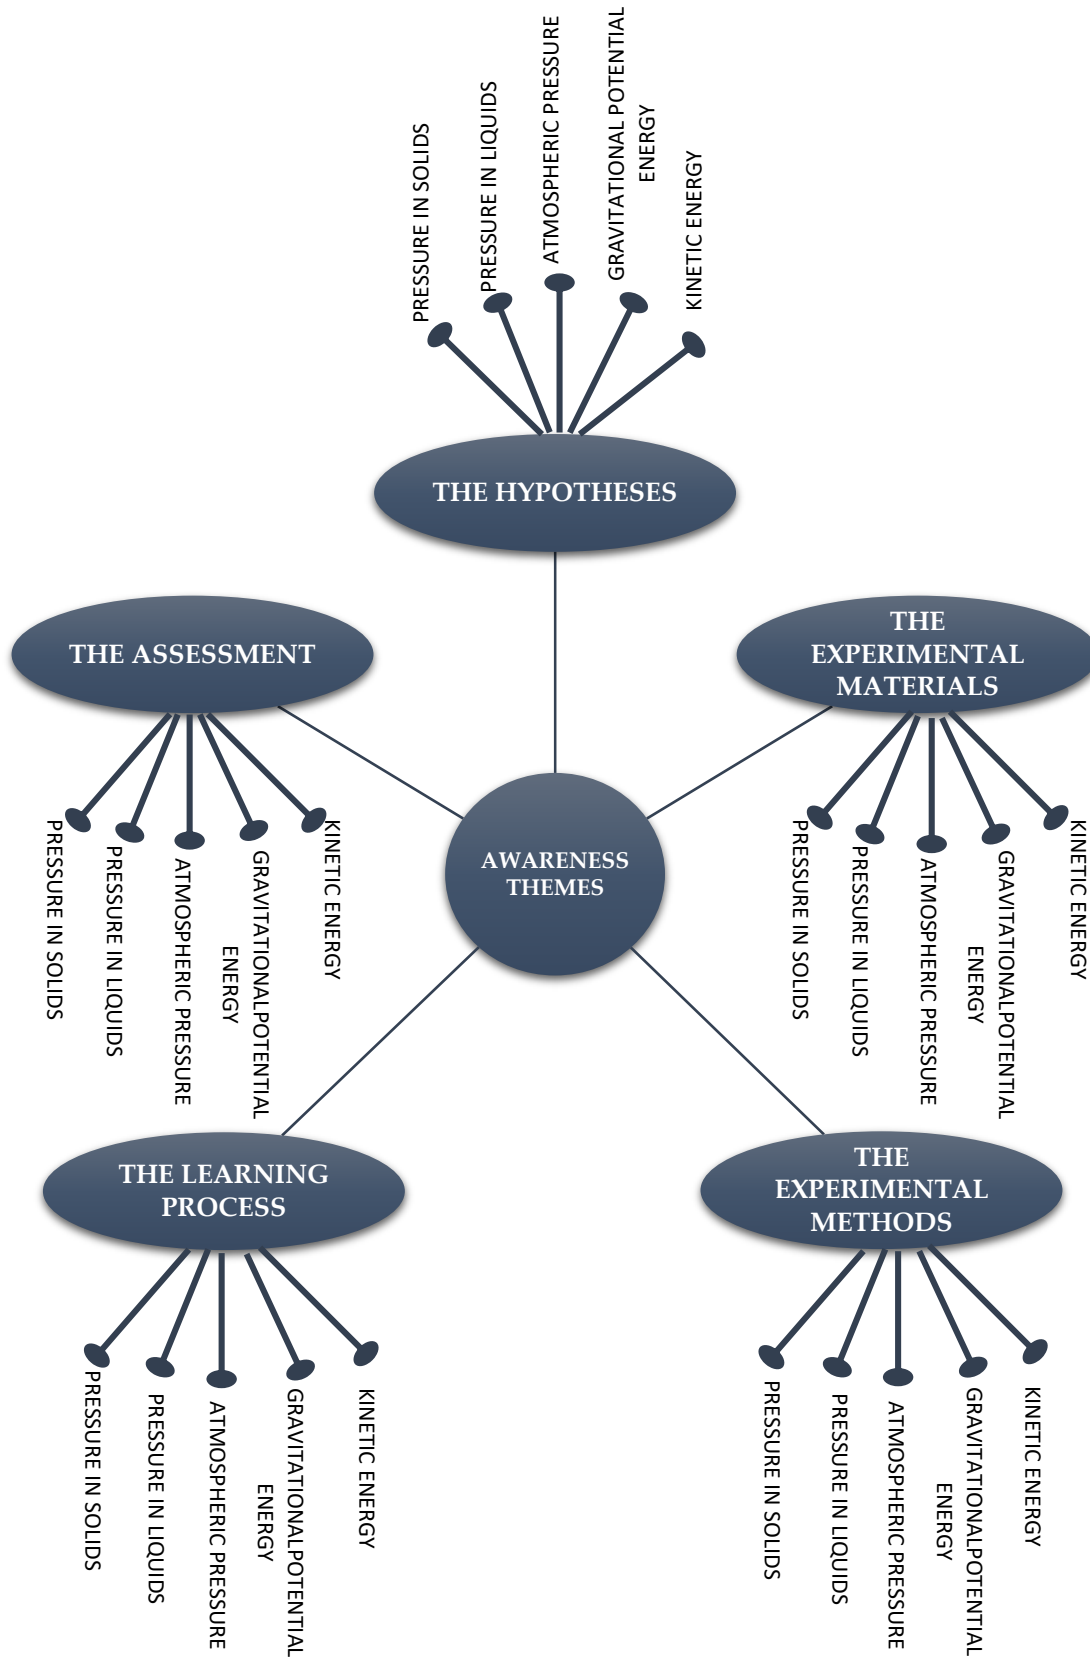 PRESSURE IN SOLIDS
PRESSURE IN LIQUIDS
ATMOSPHERIC PRESSURE
GRAVITATIONAL POTENTIAL
ENERGY
KINETIC ENERGY
THE HYPOTHESES
THE ASSESSMENT
PRESSURE IN SOLIDS
PRESSURE IN LIQUIDS
ATMOSPHERIC PRESSURE
GRAVITATIONALPOTENTIAL
ENERGY
KINETIC ENERGY
THE
EXPERIMENTAL
MATERIALS
PRESSURE IN SOLIDS
PRESSURE IN LIQUIDS
ATMOSPHERIC PRESSURE
GRAVITATIONALPOTENTIAL
ENERGY
KINETIC ENERGY
AWARENESS
THEMES
THE LEARNING
PROCESS
PRESSURE IN SOLIDS
PRESSURE IN LIQUIDS
ATMOSPHERIC PRESSURE
GRAVITATIONALPOTENTIAL
ENERGY
KINETIC ENERGY
THE
EXPERIMENTAL
METHODS
PRESSURE IN SOLIDS
PRESSURE IN LIQUIDS
ATMOSPHERIC PRESSURE
GRAVITATIONALPOTENTIAL
ENERGY
KINETIC ENERGY